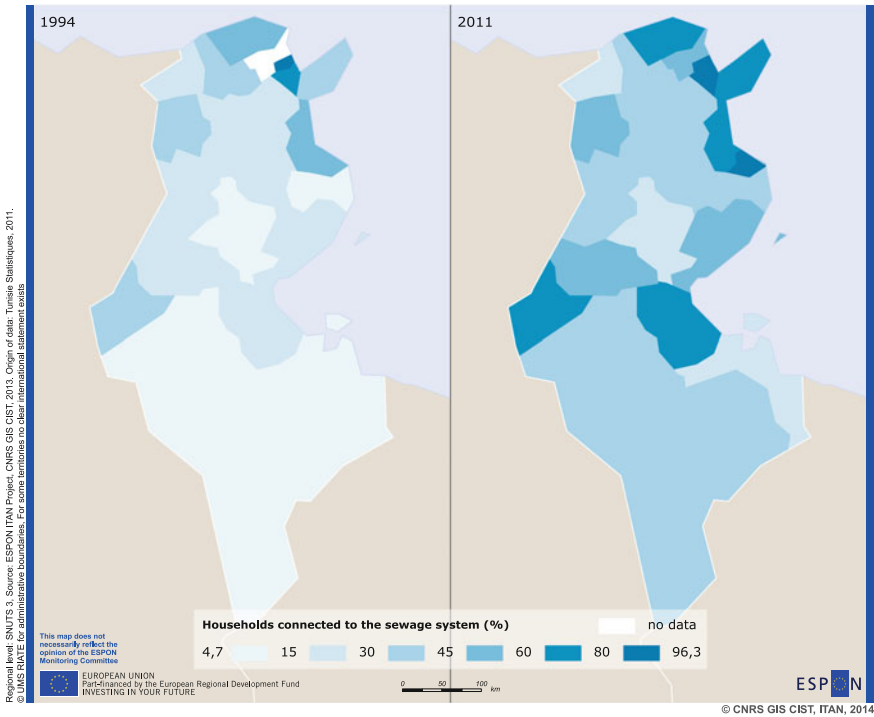 1994
2011
Regional level: SNUTS 3, Source: ESPON ITAN Project, CNRS GIS CIST, 2013. Origin of data: Tunisie Statistiques, 2011.
© UMS RIATE for administrative boundaries, For some territories no clear international statement exists
Households connected to the sewage system (%)
no data
4,7 15 30 45 60 80 96,3
This map does not
necessarily reflect the
opinion of the ESPON
Monitoring Committee
EUROPEAN UNION
Part-financed by the European Regional Development Fund
INVESTING IN YOUR FUTURE
0 50 100
km
ESPON
© CNRS GIS CIST, ITAN, 2014